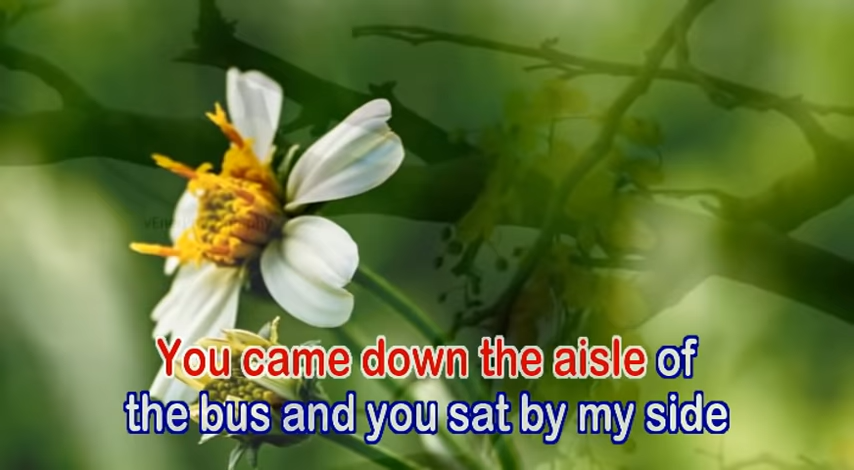 You came down the aisle of
the bus and you sat by my side